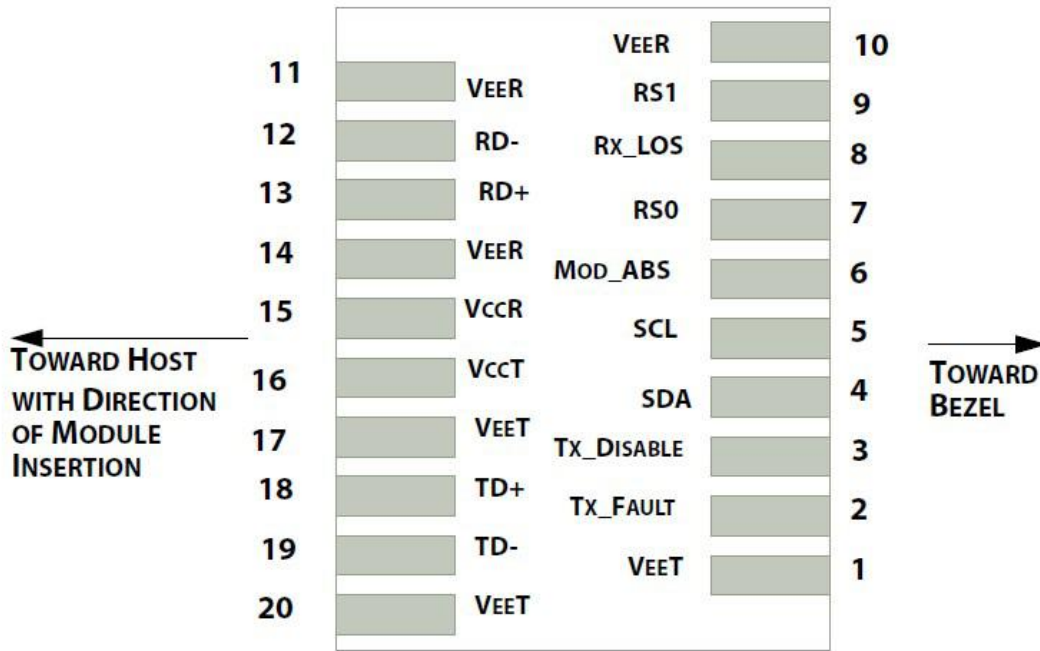 11 VEER
12 RD-
13 RD+
14 VEER
15 VCCR
16 VCCT
17 VEET
18 TD+
19 TD-
20 VEET
VEER 10
RS1 9
RX_LOS 8
RS0 7
MOD_ABS 6
SCL 5
SDA 4
TX_DISABLE 3
TX_FAULT 2
VEET 1
TOWARD HOST
WITH DIRECTION
OF MODULE
INSERTION
TOWARD
BEZEL